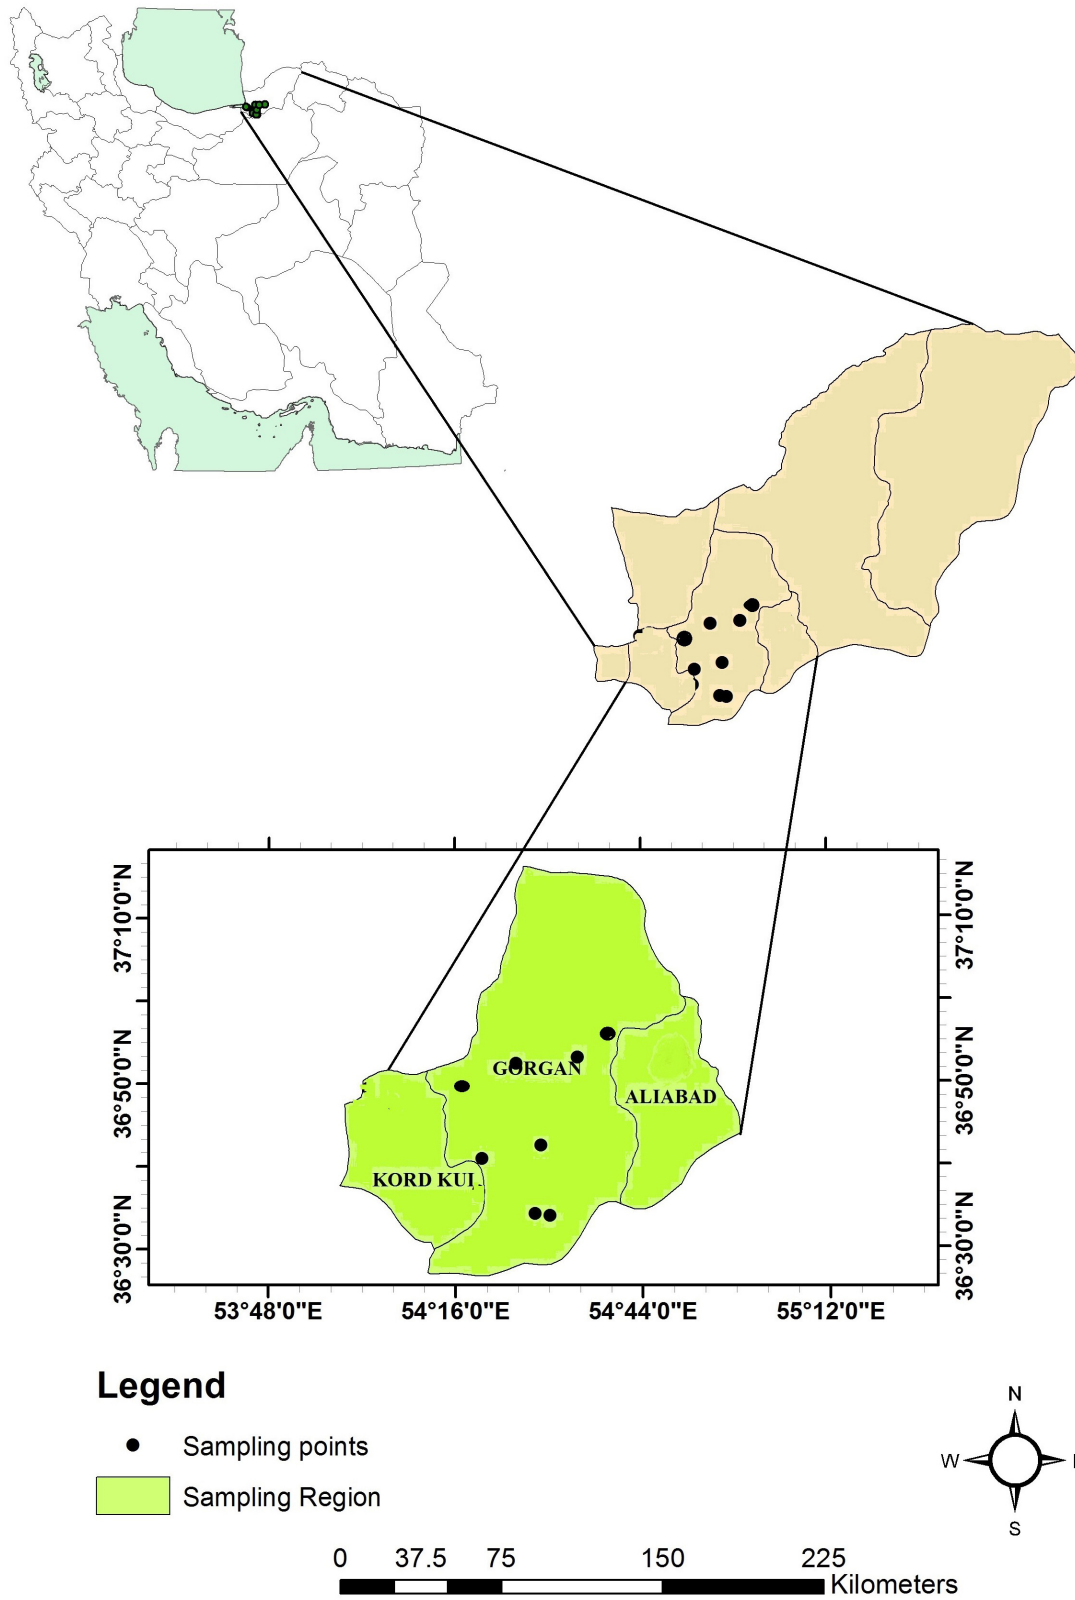 37°10'0"N
37°10'0"N
36°50'0"N
36°50'0"N
36°30'0"N
36°30'0"N
GORGAN
ALIABAD
KORD KUI
53°48'0"E
54°16'0"E
54°44'0"E
55°12'0"E
Legend
Sampling points
Sampling Region
N
W
S
0 37.5 75 150 225
Kilometers